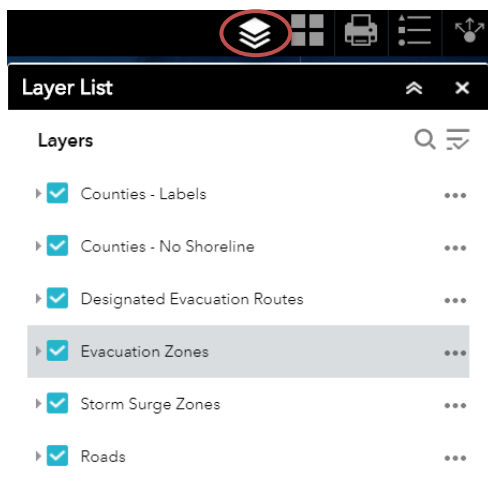 Layer List
Layers
Counties - Labels
Counties - No Shoreline
Designated Evacuation Routes
Evacuation Zones
Storm Surge Zones
Roads